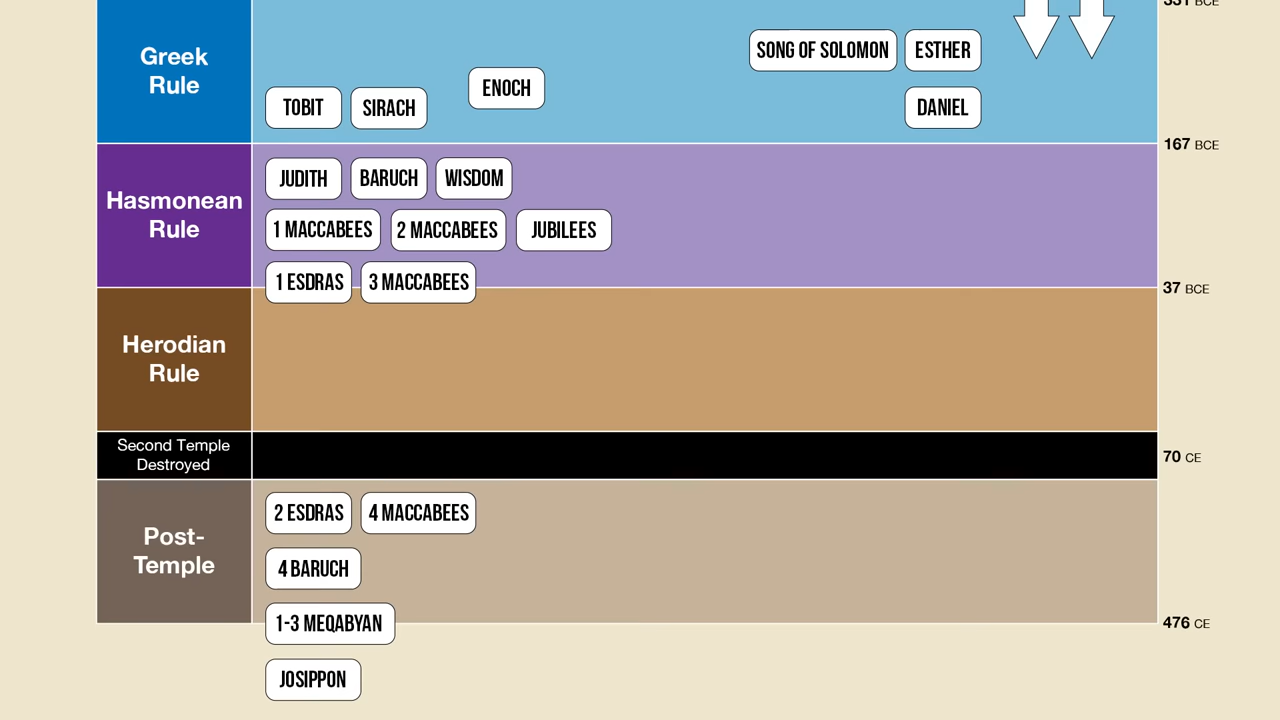 331 BCE
Greek
Rule
SONG OF SOLOMON
ESTHER
ENOCH
TOBIT
SIRACH
DANIEL
167 BCE
Hasmonean
Rule
JUDITH
BARUCH
WISDOM
1 MACCABEES
2 MACCABEES
JUBILEES
1 ESDRAS
3 MACCABEES
37 BCE
Herodian
Rule
Second Temple
Destroyed
70 CE
Post-
Temple
2 ESDRAS
4 MACCABEES
4 BARUCH
1-3 MEQABYAN
476 CE
JOSIPPON